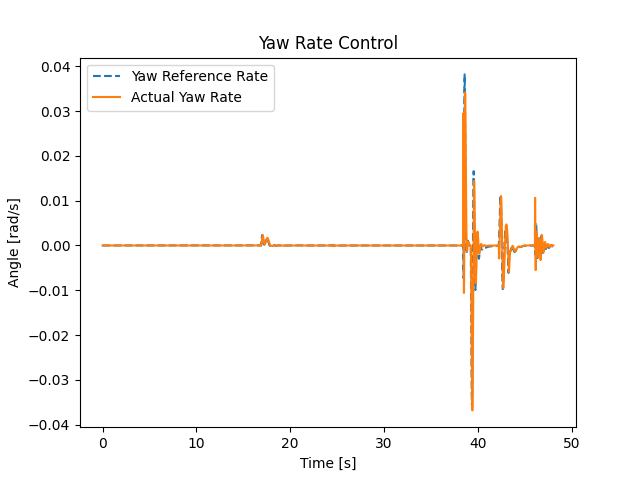 Yaw Rate Control
Yaw Reference Rate
Actual Yaw Rate
0.04
0.03
0.02
0.01
0.00
−0.01
−0.02
−0.03
−0.04
Angle [rad/s]
0 10 20 30 40 50
Time [s]